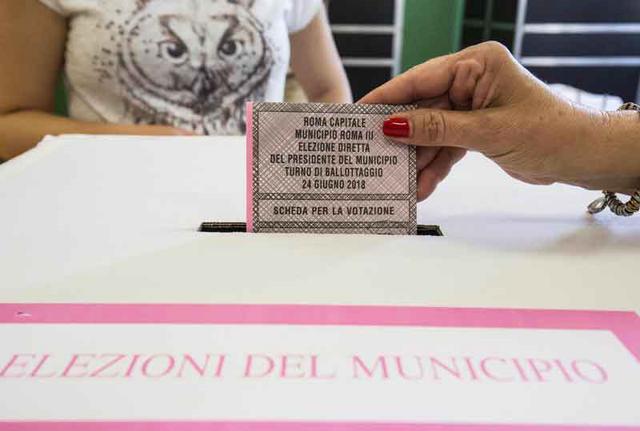 ROMA CAPITALE
MUNICIPIO ROMA III
ELEZIONE DIRETTA
DEL PRESIDENTE DEL MUNICIPIO
TURNO DI BALLOTTAGGIO
24 GIUGNO 2018
SCHEDA PER LA VOTAZIONE
ELEZIONI DEL MUNICIPIO